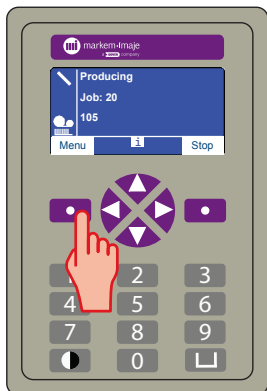 markem·imaje
a DOVER company
Producing
Job: 20
105
Menu i Stop
1 2 3
4 5 6
7 8 9
0